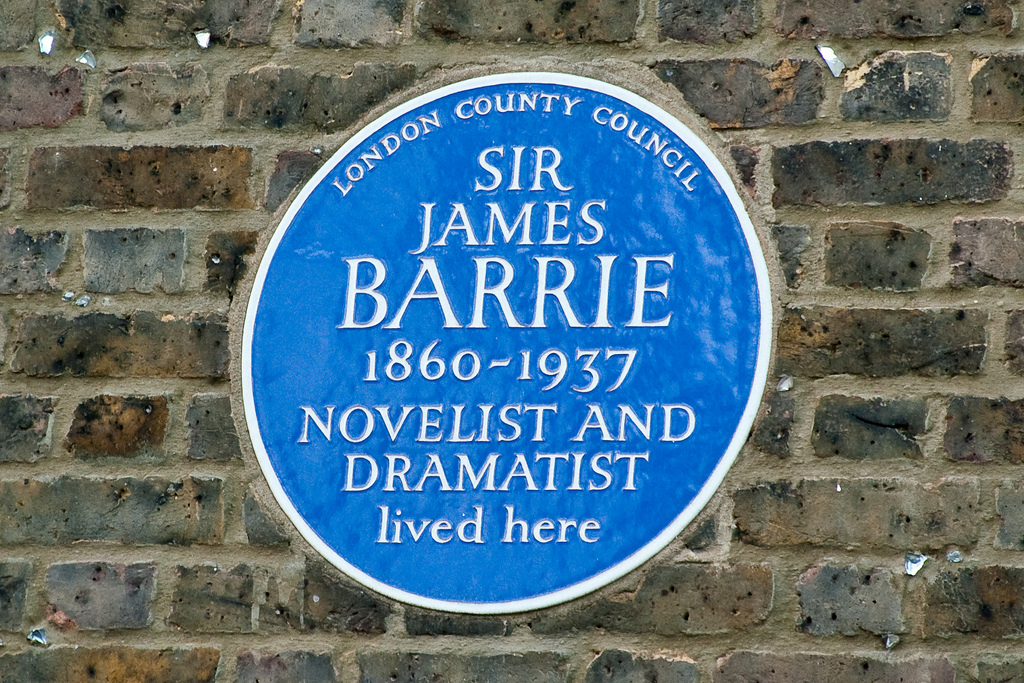 LONDON COUNTY COUNCIL
SIR
JAMES
BARRIE
1860-1937
NOVELIST AND
DRAMATIST
lived here